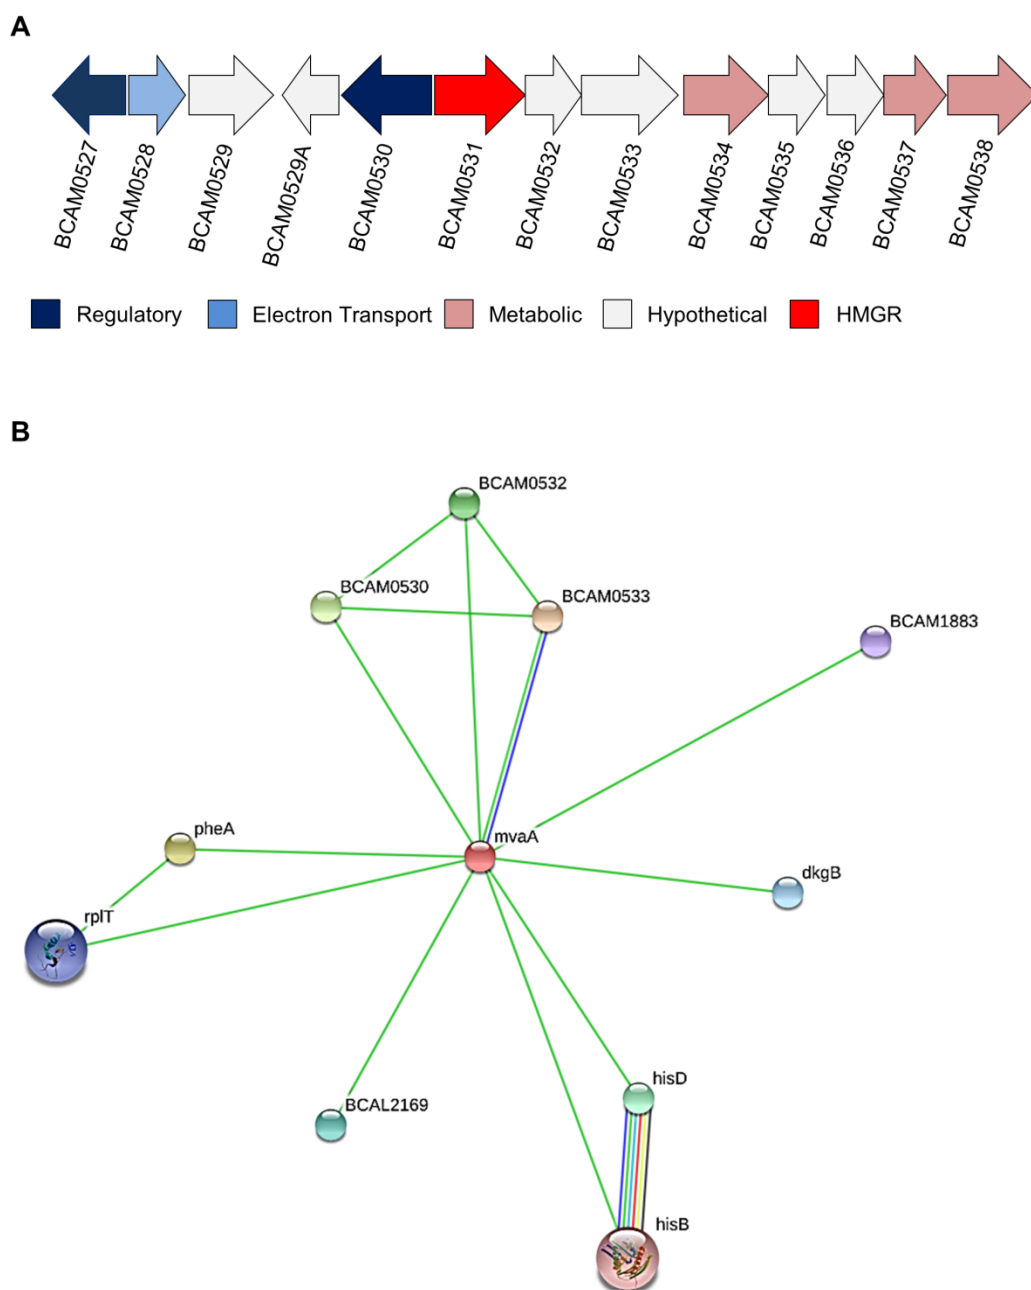 A
BCAM0527
BCAM0528
BCAM0529
BCAM0529A
BCAM0530
BCAM0531
BCAM0532
BCAM0533
BCAM0534
BCAM0535
BCAM0536
BCAM0537
BCAM0538
Regulatory Electron Transport Metabolic Hypothetical HMGR
B
BCAM0532
BCAM0530
BCAM0533
BCAM1883
mvaA
pheA
dkgB
rplT
hisD
BCAL2169
hisB